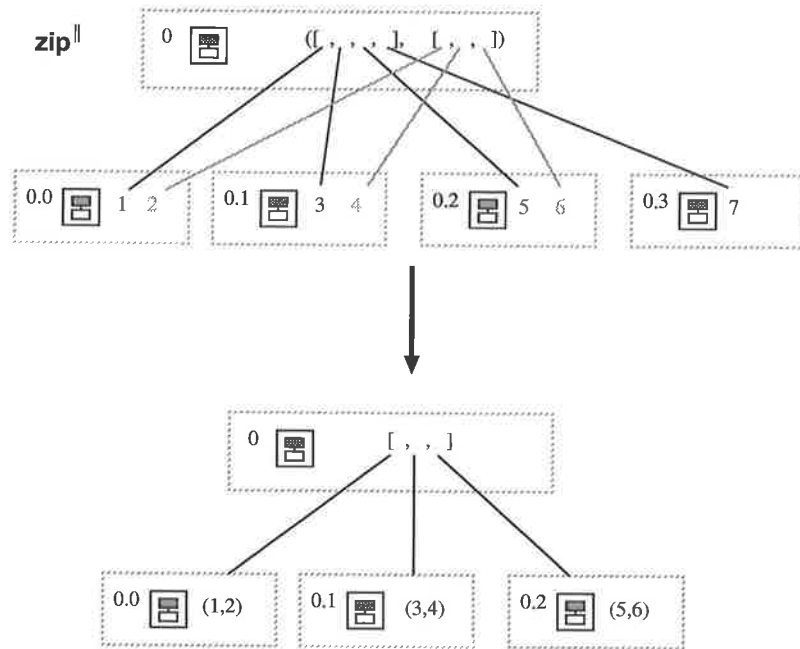 zip||
0 ([ , , , ], [ , , ])
0.0 1 2
0.1 3 4
0.2 5 6
0.3 7
0 [ , , ]
0.0 (1,2)
0.1 (3,4)
0.2 (5,6)